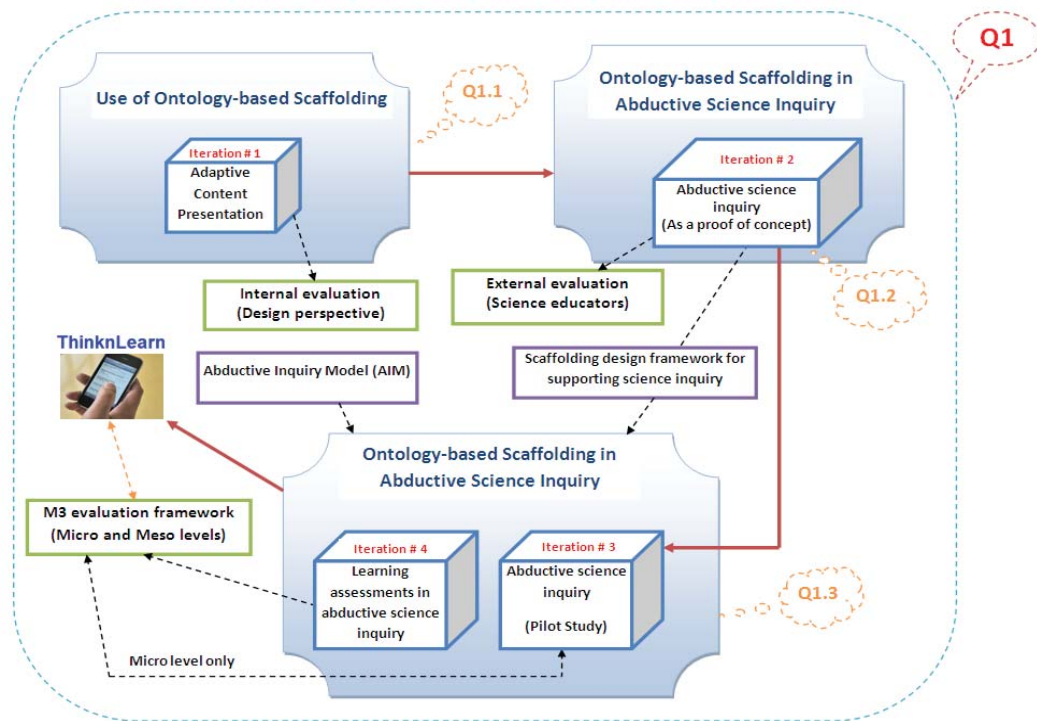 Q1
Use of Ontology-based Scaffolding
Q1.1
Iteration # 1
Adaptive
Content
Presentation
Ontology-based Scaffolding in
Abductive Science Inquiry
Iteration # 2
Abductive science
inquiry
(As a proof of concept)
Q1.2
Internal evaluation
(Design perspective)
External evaluation
(Science educators)
ThinknLearn
Abductive Inquiry Model (AIM)
Scaffolding design framework for
supporting science inquiry
Ontology-based Scaffolding in
Abductive Science Inquiry
M3 evaluation framework
(Micro and Meso levels)
Iteration # 4
Learning
assessments in
abductive science
inquiry
Iteration # 3
Abductive science
inquiry
(Pilot Study)
Q1.3
Micro level only